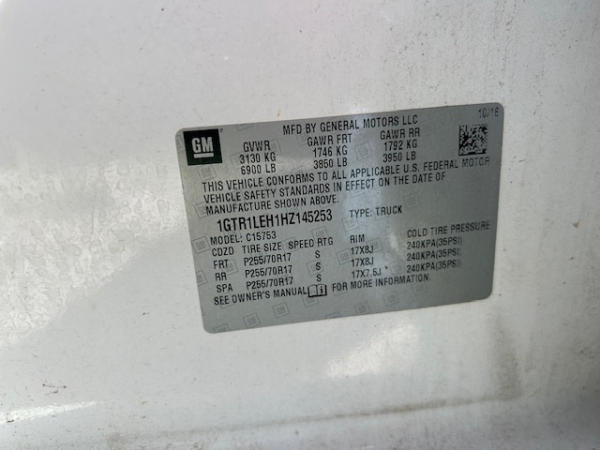 GM
MFD BY GENERAL MOTORS LLC
10/16
GVWR GAWR FRT GAWR RR
3130 KG 1746 KG 1792 KG
6900 LB 3850 LB 3950 LB
THIS VEHICLE CONFORMS TO ALL APPLICABLE U.S. FEDERAL MOTOR
VEHICLE SAFETY STANDARDS IN EFFECT ON THE DATE OF
MANUFACTURE SHOWN ABOVE.
1GTR1LEH1HZ145253 TYPE: TRUCK
MODEL: C15753
CDZD TIRE SIZE SPEED RTG RIM COLD TIRE PRESSURE
FRT P255/70R17 S 17X8J 240KPA(35PSI)
RR P255/70R17 S 17X8J 240KPA(35PSI)
SPA P255/70R17 S 17X7.5J * 240KPA(35PSI)
SEE OWNER'S MANUAL FOR MORE INFORMATION.